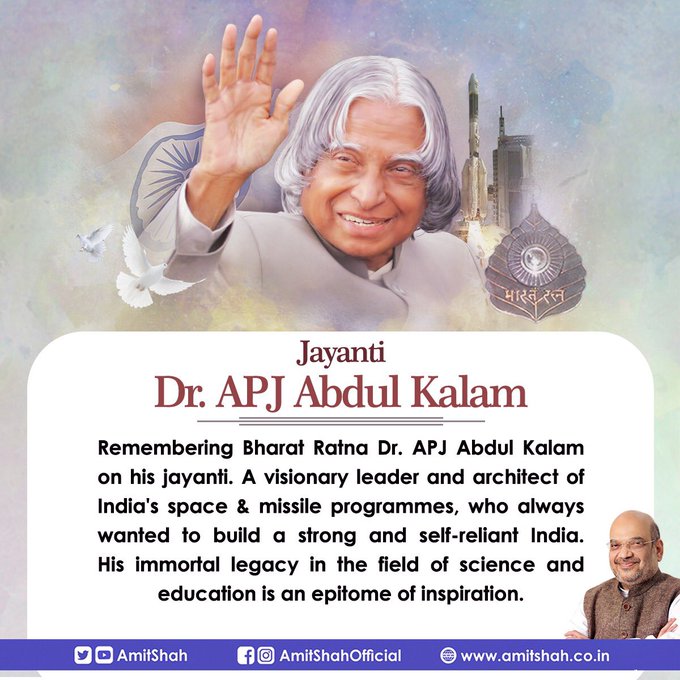 भारत रत्न
Jayanti
Dr. APJ Abdul Kalam
Remembering Bharat Ratna Dr. APJ Abdul Kalam
on his jayanti. A visionary leader and architect of
India's space & missile programmes, who always
wanted to build a strong and self-reliant India.
His immortal legacy in the field of science and
education is an epitome of inspiration.
AmitShah AmitShahOfficial www.amitshah.co.in